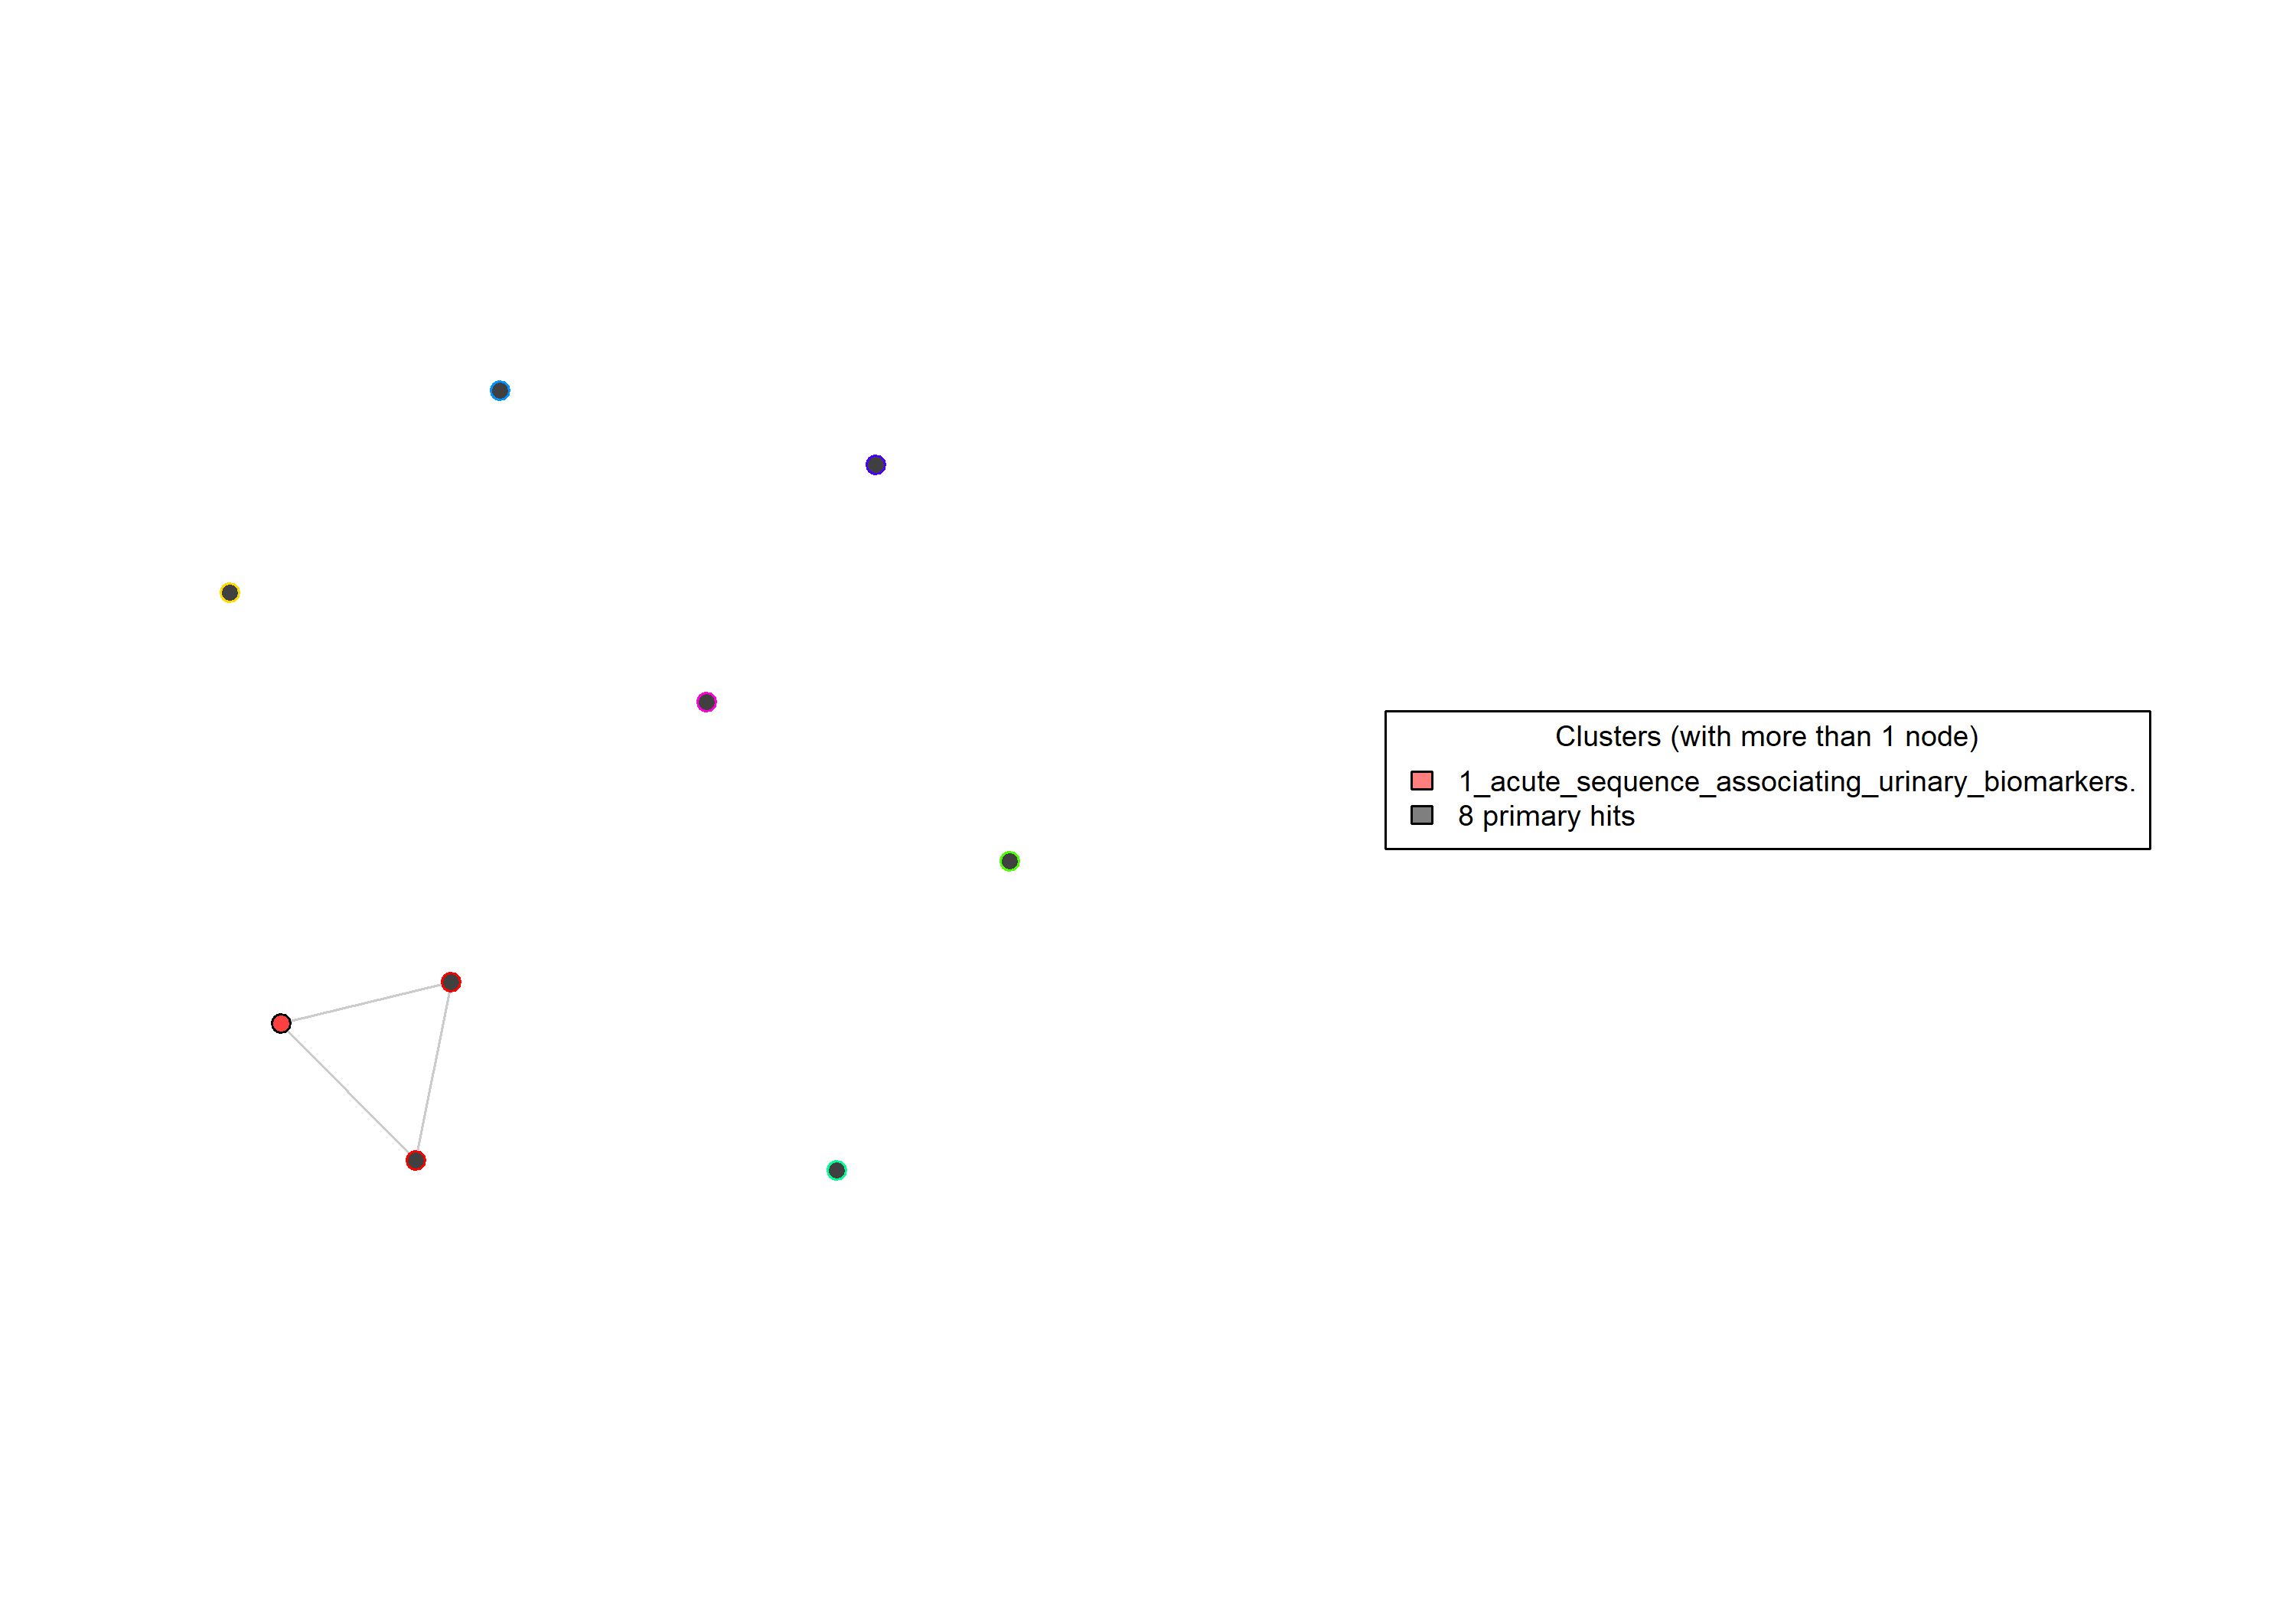 Clusters (with more than 1 node)
1_acute_sequence_associating_urinary_biomarkers.
8 primary hits